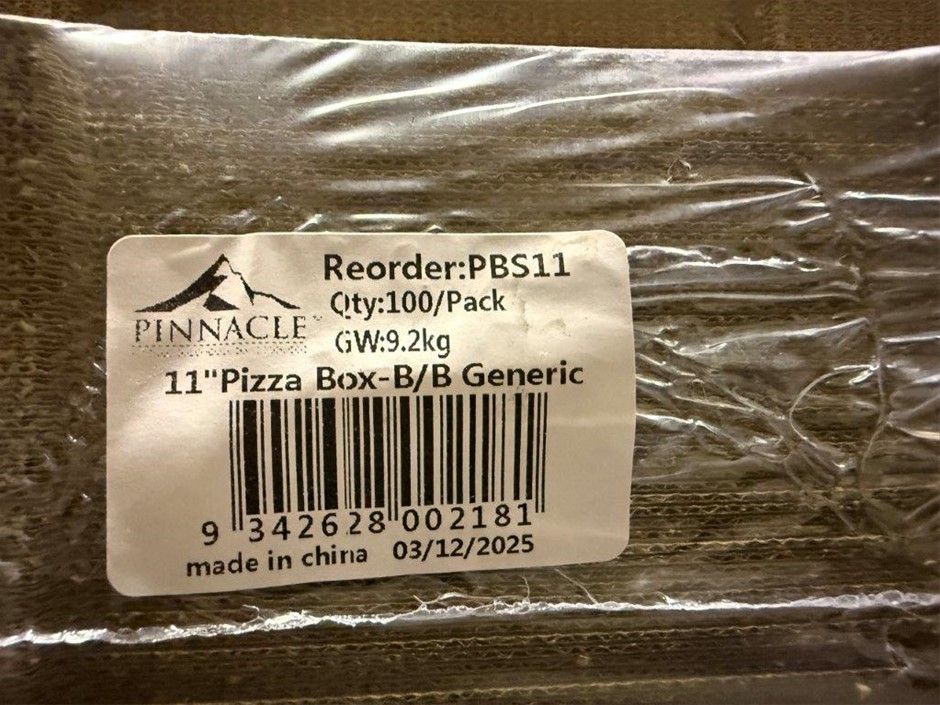 Reorder:PBS11
Qty:100/Pack
PINNACLE
GW:9.2kg
11"Pizza Box-B/B Generic
9 342628 002181
made in china 03/12/2025